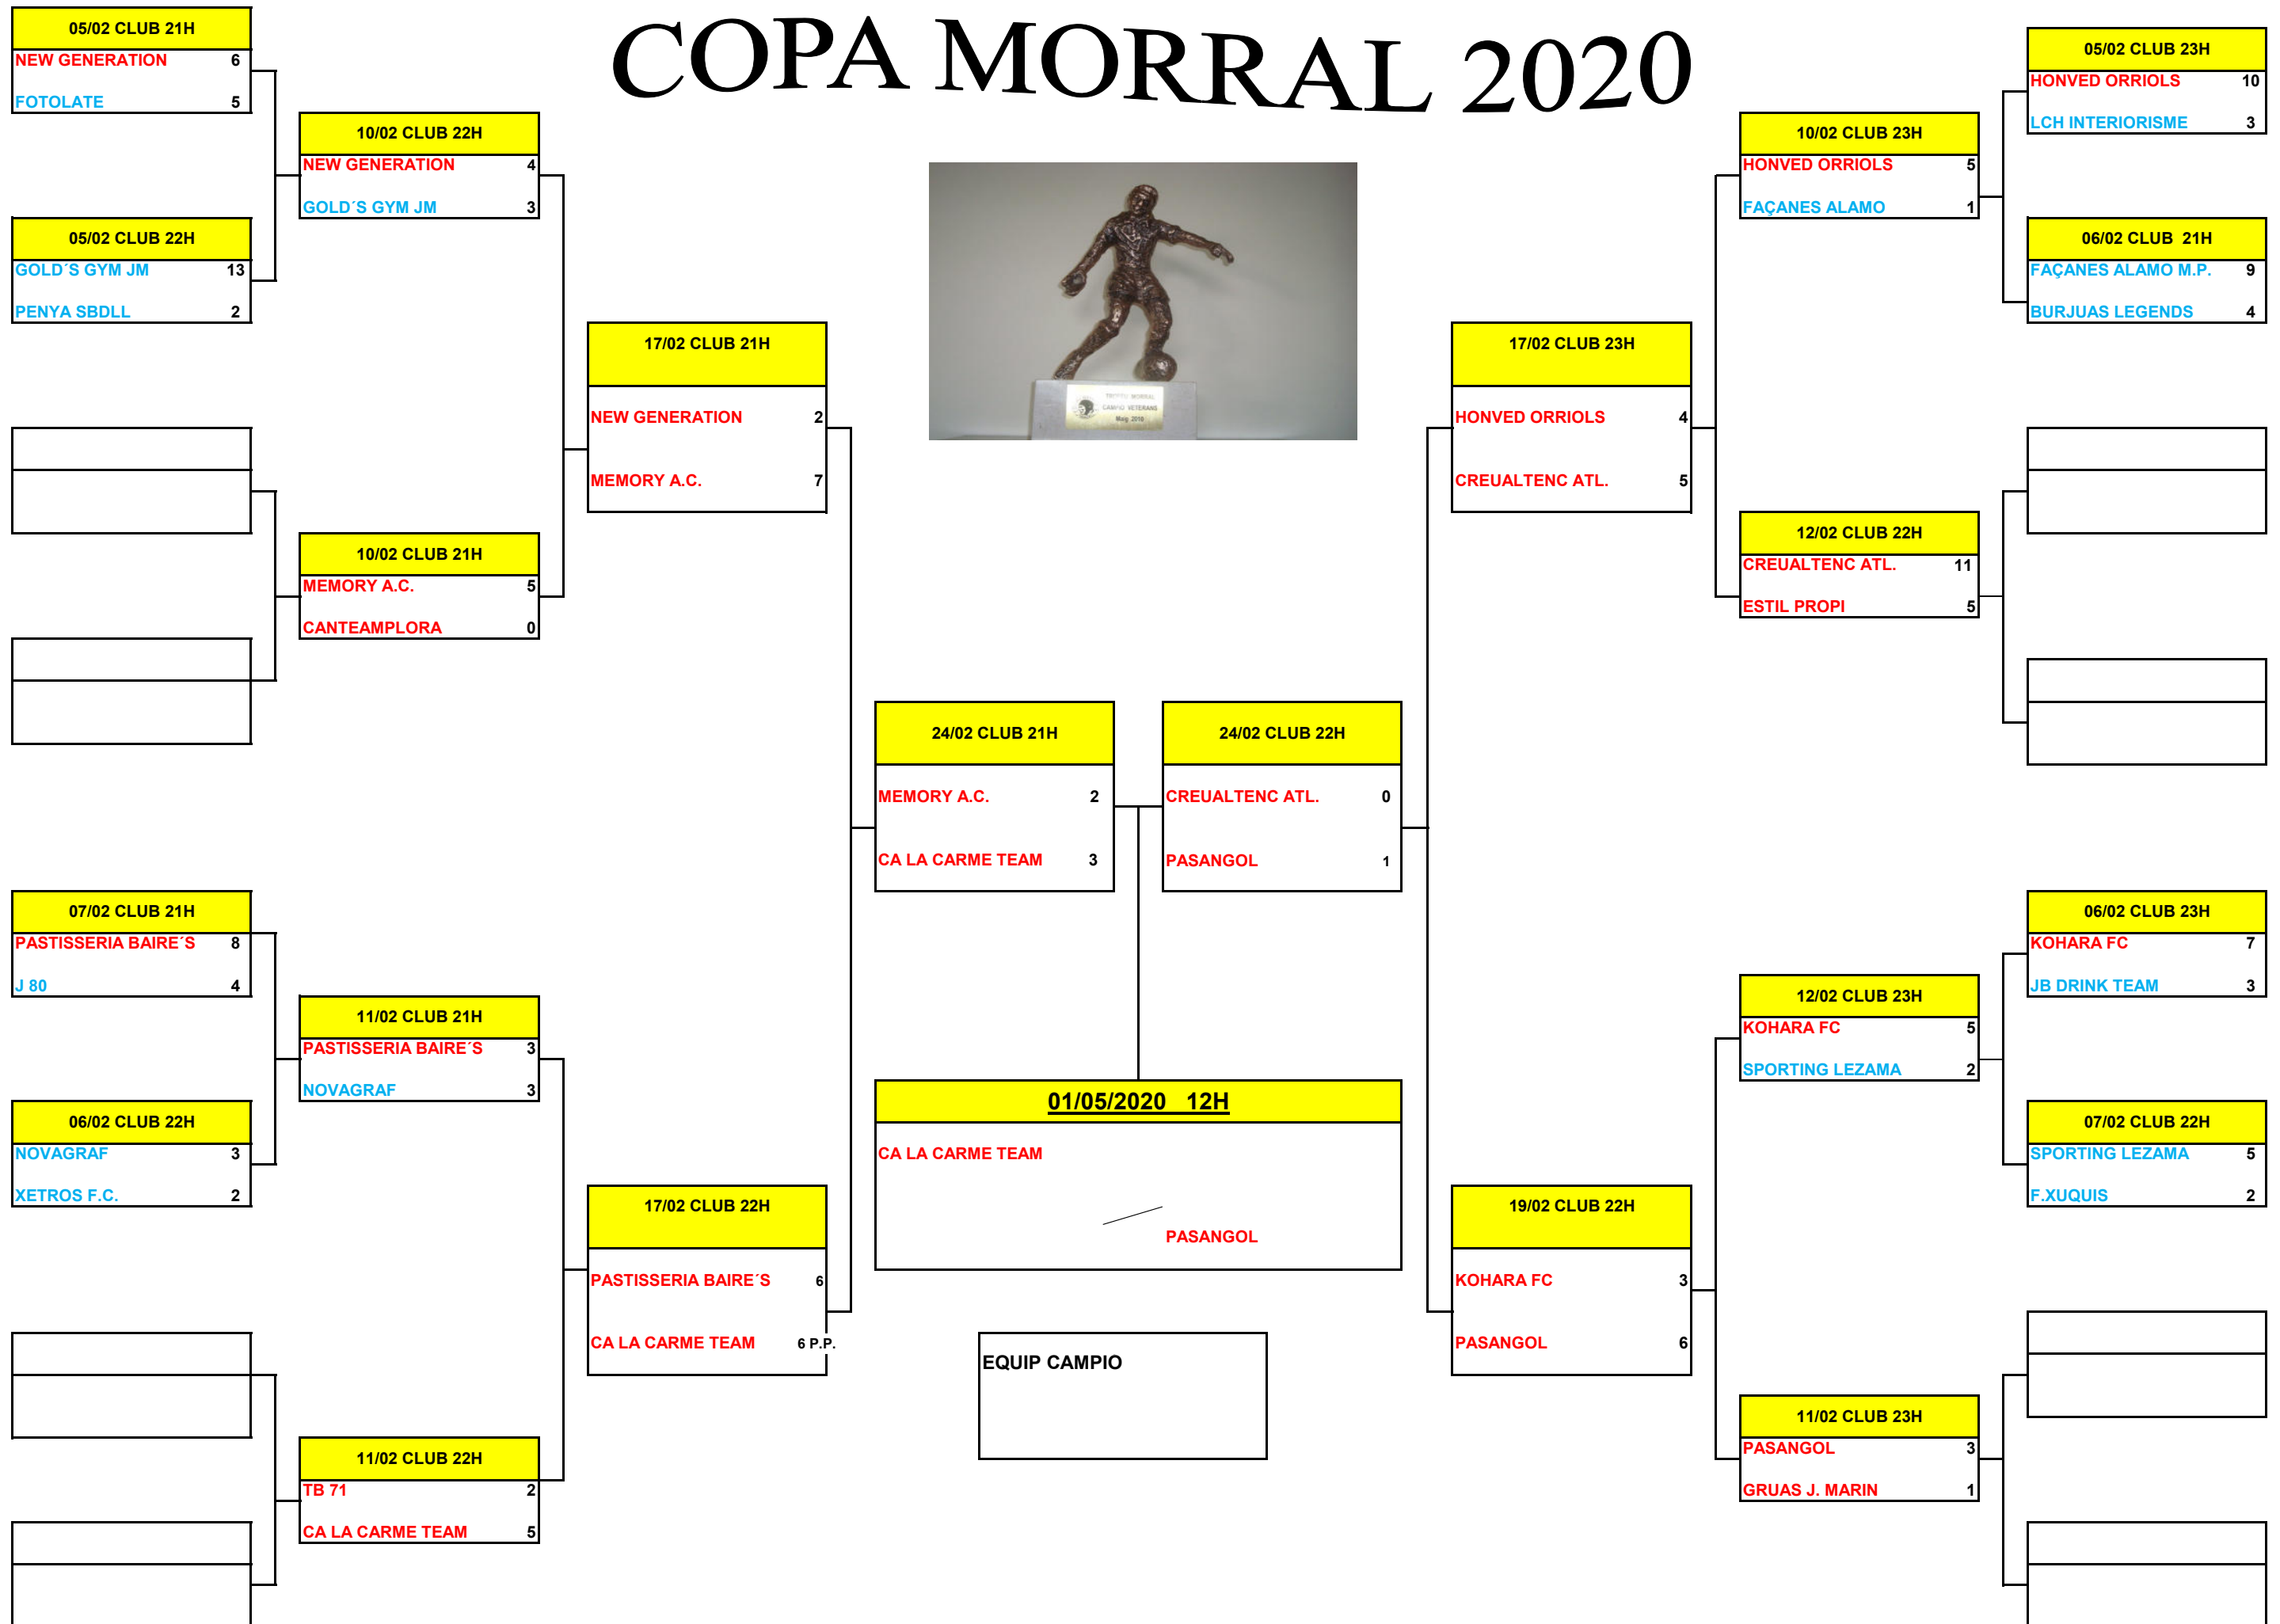 COPA MORRAL 2020
05/02 CLUB 21H
NEW GENERATION 6
FOTOLATE 5
05/02 CLUB 22H
GOLD´S GYM JM 13
PENYA SBDLL 2
10/02 CLUB 22H
NEW GENERATION 4
GOLD´S GYM JM 3
10/02 CLUB 21H
MEMORY A.C. 5
CANTEAMPLORA 0
17/02 CLUB 21H
NEW GENERATION 2
MEMORY A.C. 7
07/02 CLUB 21H
PASTISSERIA BAIRE´S 8
J 80 4
06/02 CLUB 22H
NOVAGRAF 3
XETROS F.C. 2
11/02 CLUB 21H
PASTISSERIA BAIRE´S 3
NOVAGRAF 3
11/02 CLUB 22H
TB 71 2
CA LA CARME TEAM 5
17/02 CLUB 22H
PASTISSERIA BAIRE´S 6
CA LA CARME TEAM 6 P.P.
TROFEU MORRAL
CAMPIÓ VETERANS
Maig 2010
24/02 CLUB 21H
MEMORY A.C. 2
CA LA CARME TEAM 3
24/02 CLUB 22H
CREUALTENC ATL. 0
PASANGOL 1
01/05/2020 12H
CA LA CARME TEAM
PASANGOL
EQUIP CAMPIO
17/02 CLUB 23H
HONVED ORRIOLS 4
CREUALTENC ATL. 5
19/02 CLUB 22H
KOHARA FC 3
PASANGOL 6
10/02 CLUB 23H
HONVED ORRIOLS 5
FAÇANES ALAMO 1
12/02 CLUB 22H
CREUALTENC ATL. 11
ESTIL PROPI 5
12/02 CLUB 23H
KOHARA FC 5
SPORTING LEZAMA 2
11/02 CLUB 23H
PASANGOL 3
GRUAS J. MARIN 1
05/02 CLUB 23H
HONVED ORRIOLS 10
LCH INTERIORISME 3
06/02 CLUB 21H
FAÇANES ALAMO M.P. 9
BURJUAS LEGENDS 4
06/02 CLUB 23H
KOHARA FC 7
JB DRINK TEAM 3
07/02 CLUB 22H
SPORTING LEZAMA 5
F.XUQUIS 2